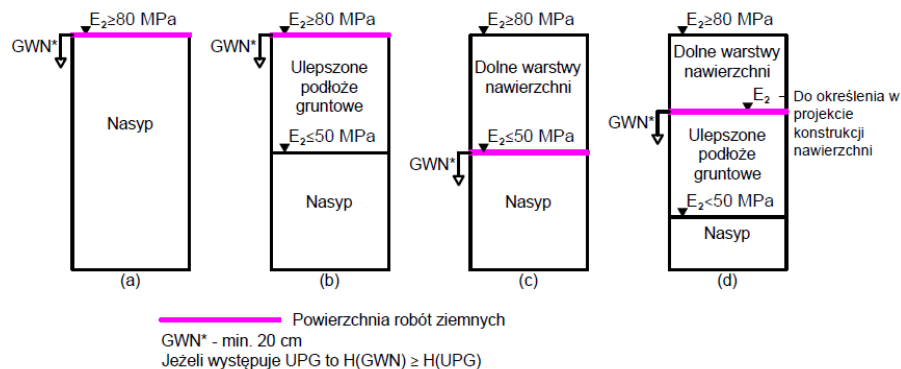 E₂≥80 MPa
GWN*
Nasyp
(a)
E₂≥80 MPa
GWN*
Ulepszone
podłoże
gruntowe
E₂≤50 MPa
Nasyp
(b)
E₂≥80 MPa
Dolne warstwy
nawierzchni
GWN*
E₂≤50 MPa
Nasyp
(c)
E₂≥80 MPa
Dolne warstwy
nawierzchni
E₂ - Do określenia w
projekcie
konstrukcji
nawierzchni
GWN*
Ulepszone
podłoże
gruntowe
E₂<50 MPa
Nasyp
(d)
Powierzchnia robót ziemnych
GWN* - min. 20 cm
Jeżeli występuje UPG to H(GWN) ≥ H(UPG)